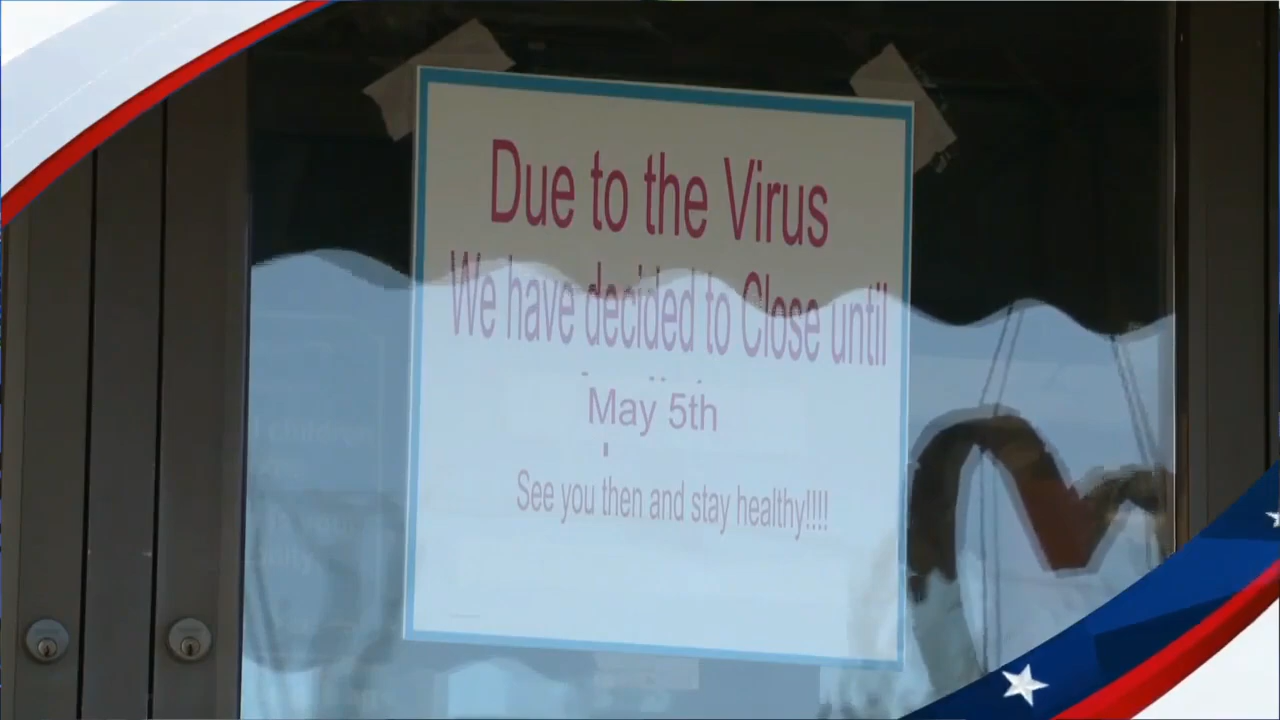 Due to the Virus
We have decided to Close until
May 5th
See you then and stay healthy!!!!